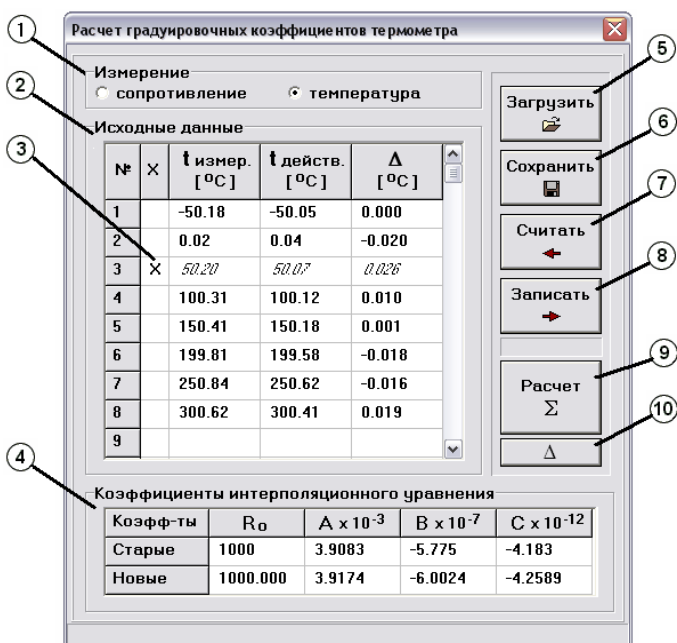 Расчет градуировочных коэффициентов термометра
1
Измерение
сопротивление температура
2
Исходные данные
3
№ X t измер. [°C] t действ. [°C] Δ [°C]
1 -50.18 -50.05 0.000
2 0.02 0.04 -0.020
3 X 50.20 50.07 0.026
4 100.31 100.12 0.010
5 150.41 150.18 0.001
6 199.81 199.58 -0.018
7 250.84 250.62 -0.016
8 300.62 300.41 0.019
9
Загрузить
5
Сохранить
6
Считать
7
Записать
8
Расчет
Σ
9
Δ
10
4
Коэффициенты интерполяционного уравнения
Коэфф-ты R₀ A x 10⁻³ B x 10⁻⁷ C x 10⁻¹²
Старые 1000 3.9083 -5.775 -4.183
Новые 1000.000 3.9174 -6.0024 -4.2589